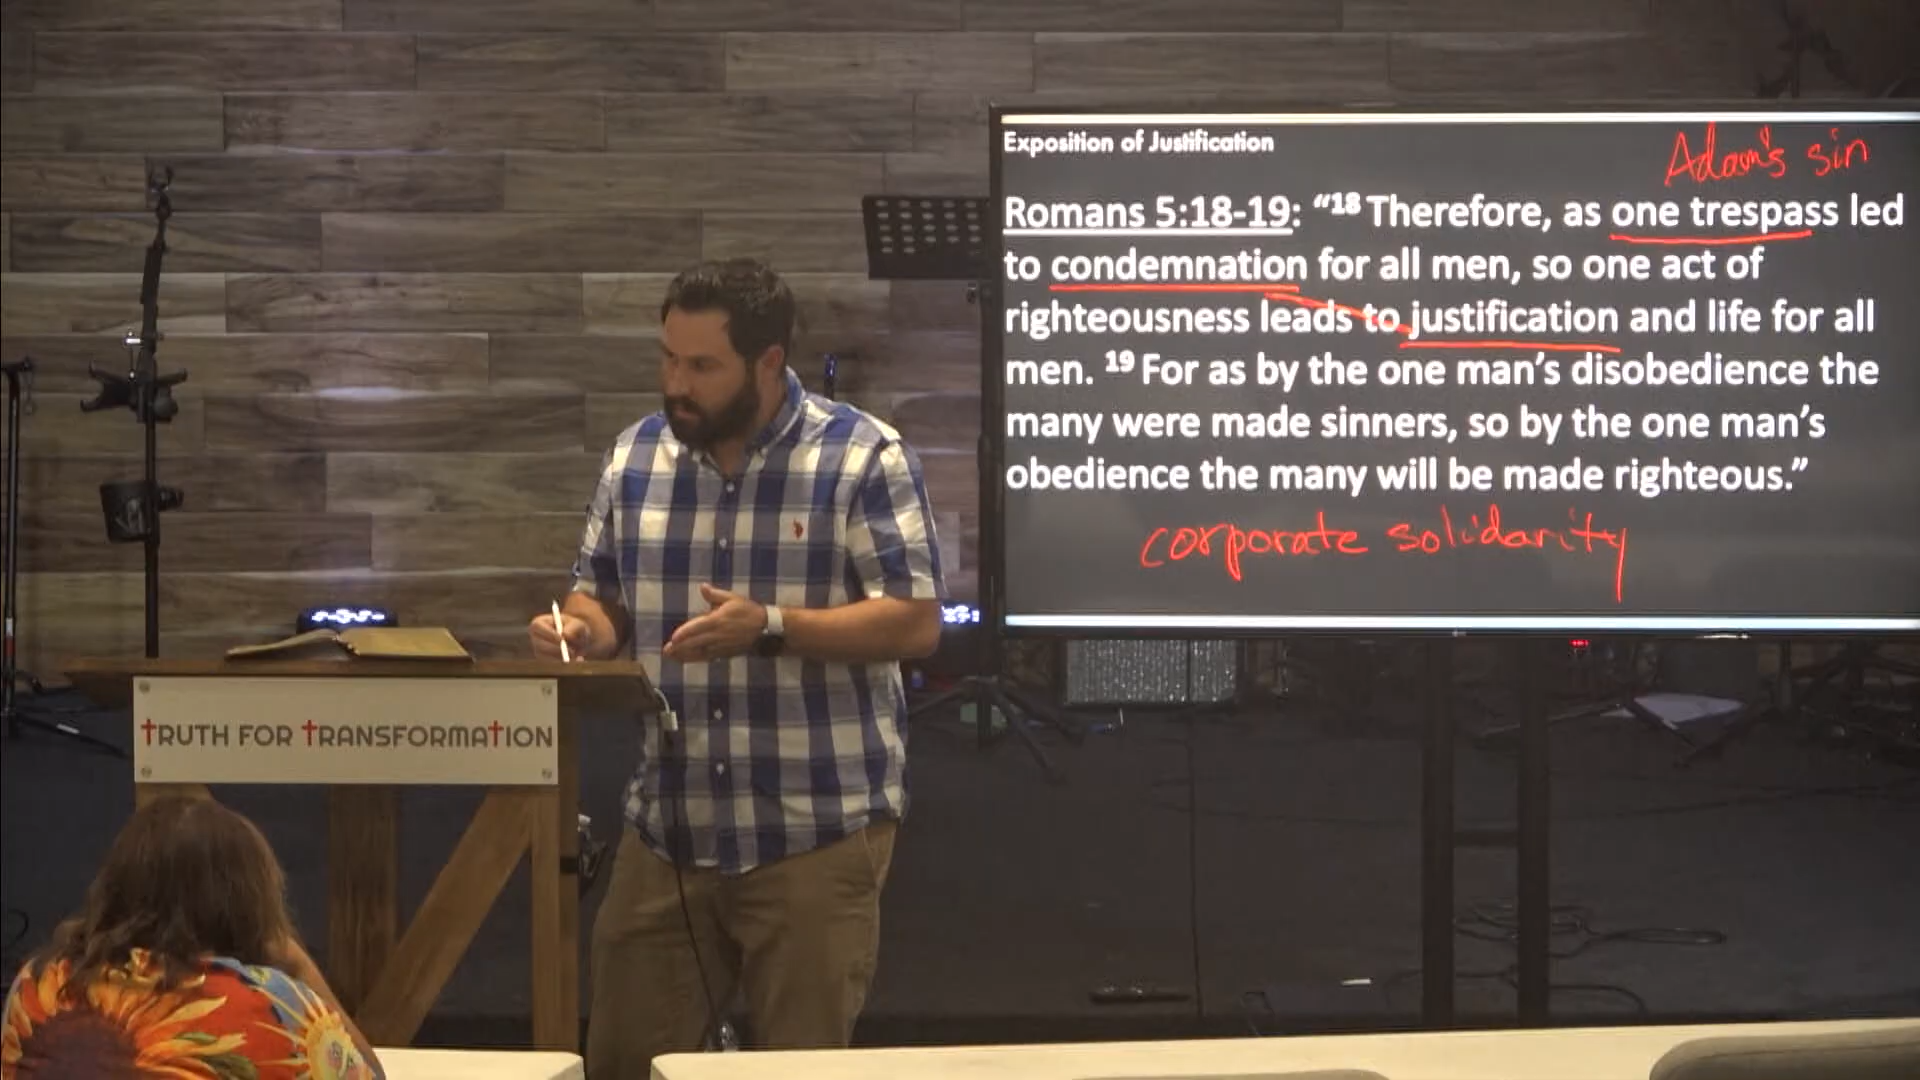 Exposition of Justification
Adam's sin
Romans 5:18-19: “18 Therefore, as one trespass led
to condemnation for all men, so one act of
righteousness leads to justification and life for all
men. 19 For as by the one man’s disobedience the
many were made sinners, so by the one man’s
obedience the many will be made righteous.”
corporate solidarity
TRUTH FOR TRANSFORMATION